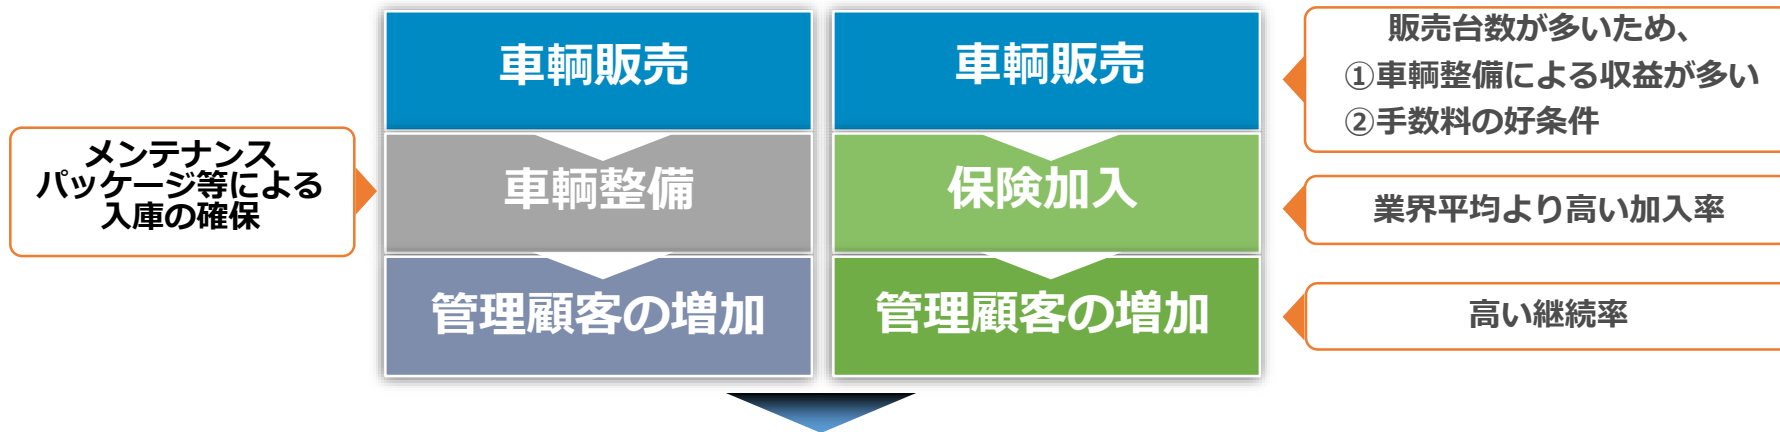 メンテナンス
パッケージ等による
入庫の確保
車輌販売
車輌整備
管理顧客の増加
車輌販売
保険加入
管理顧客の増加
販売台数が多いため、
①車輌整備による収益が多い
②手数料の好条件
業界平均より高い加入率
高い継続率